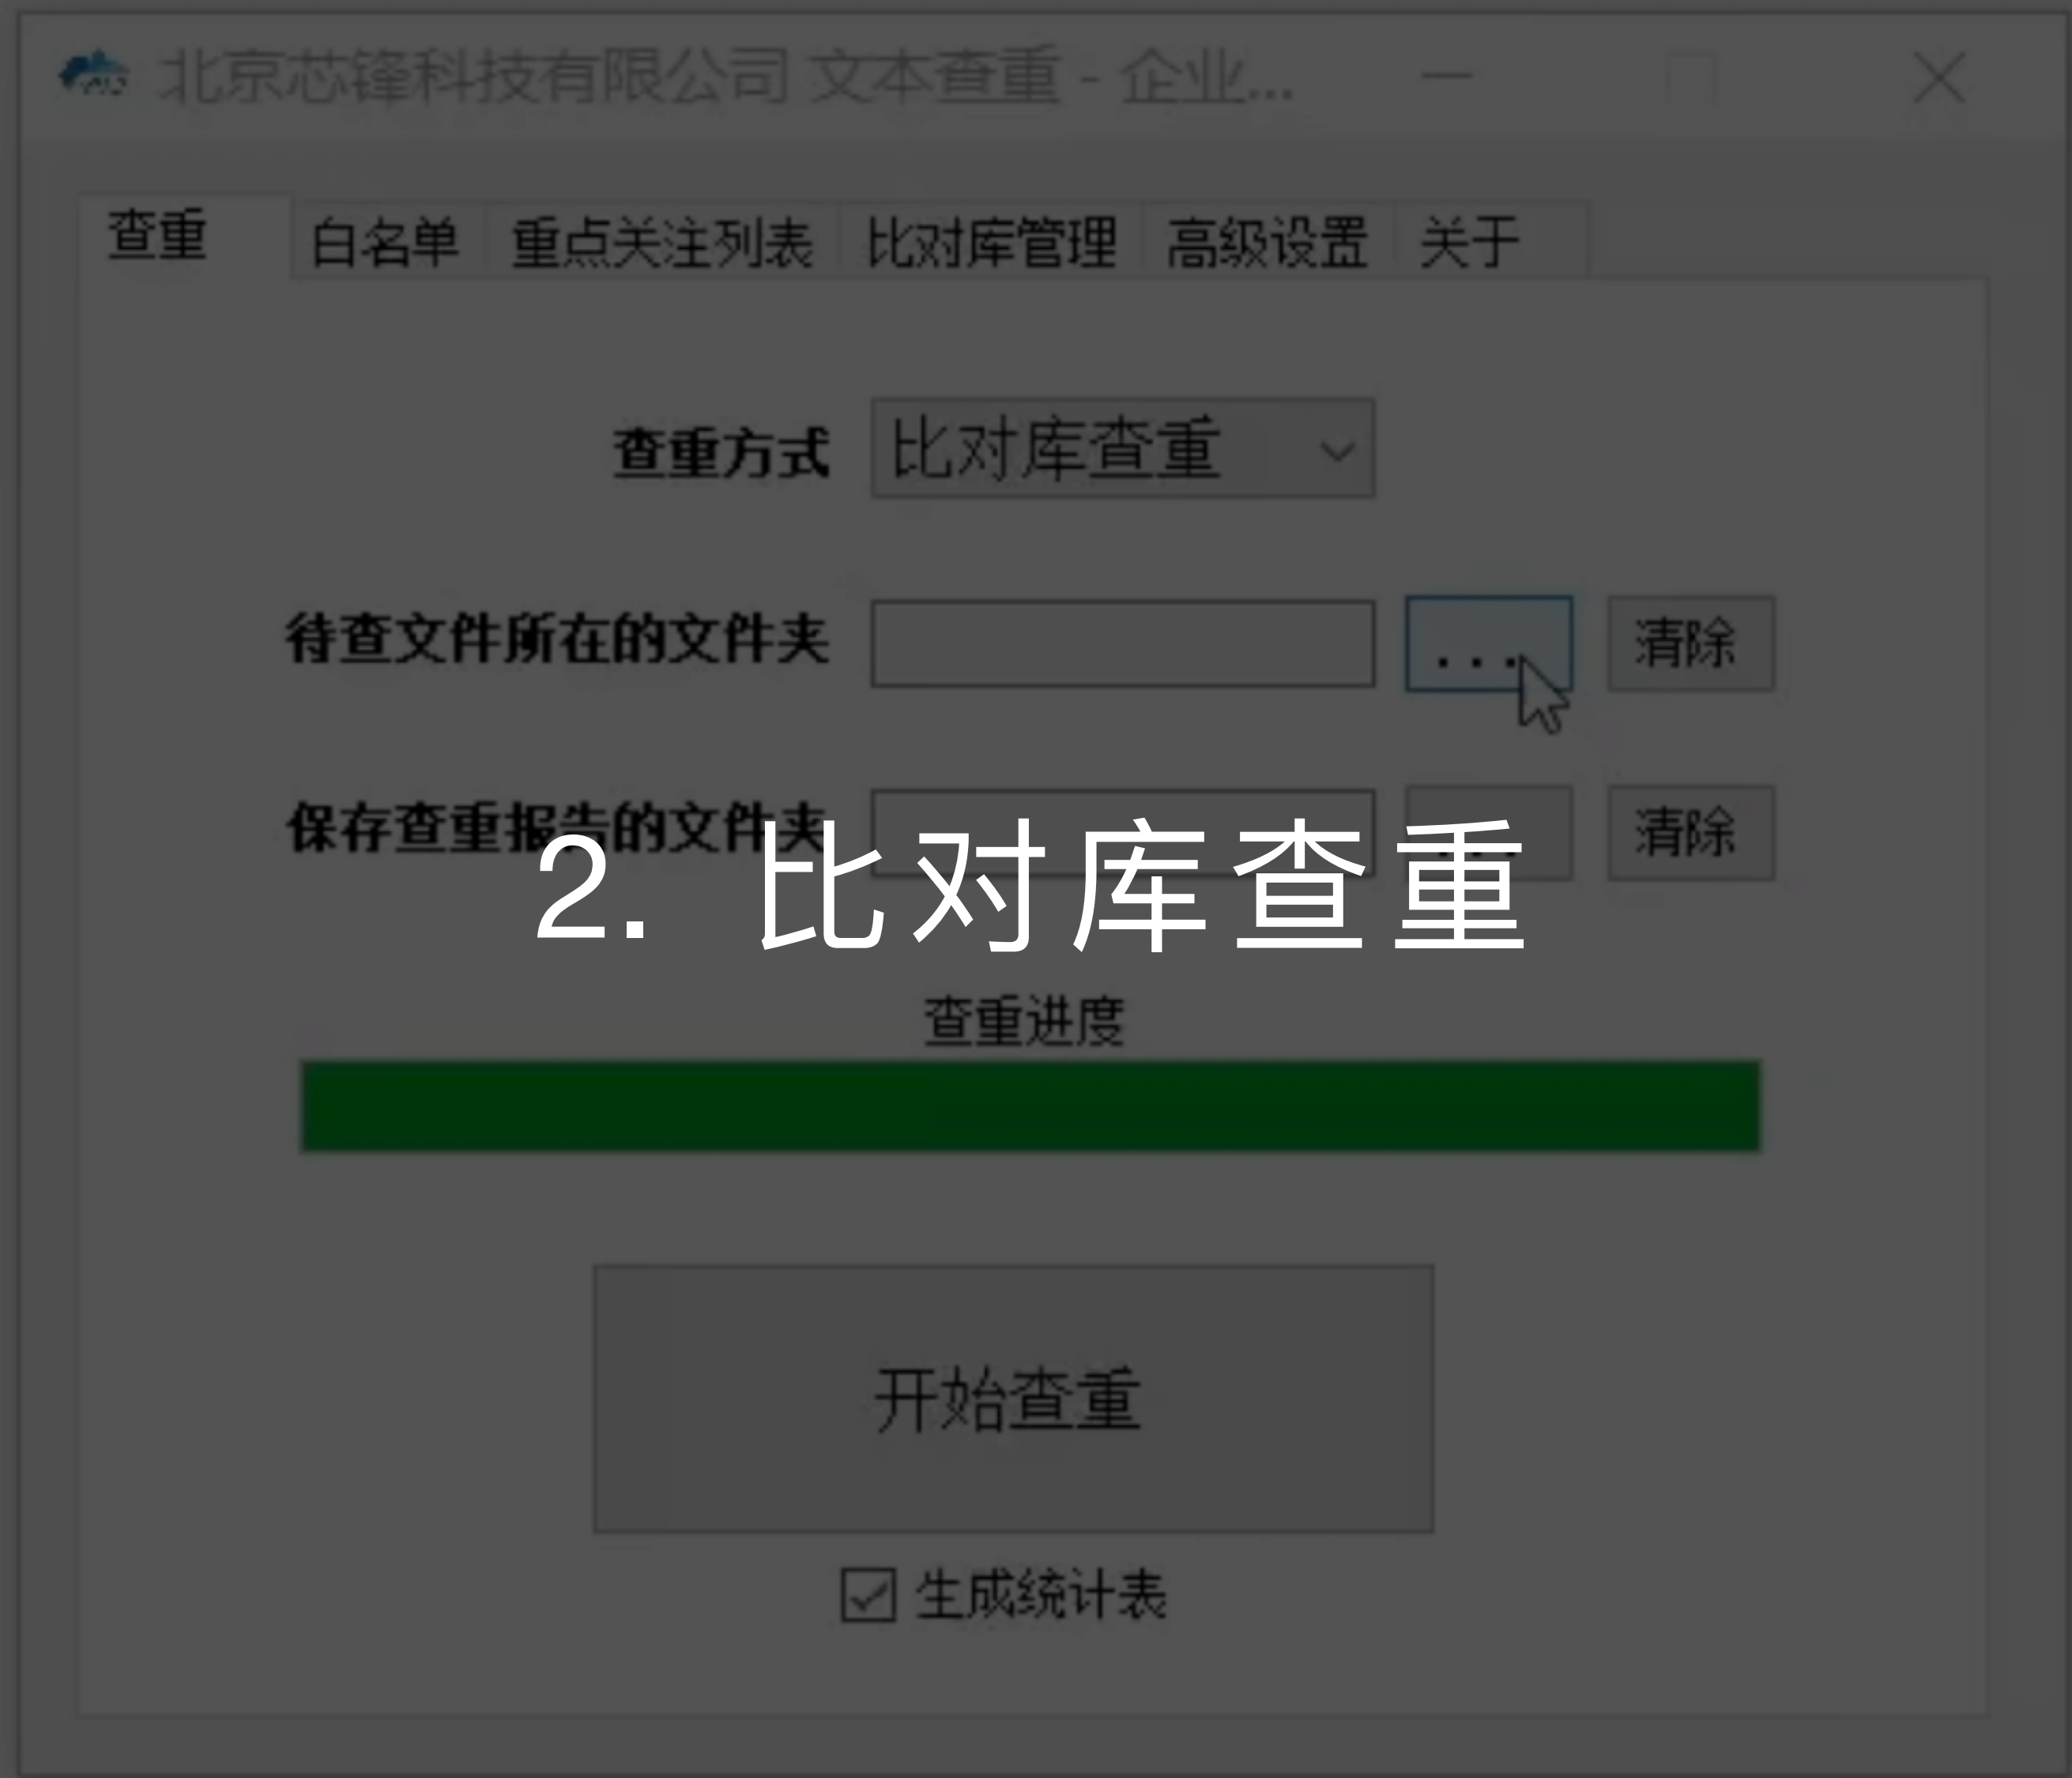 北京芯锋科技有限公司 文本查重 - 企业...
查重 白名单 重点关注列表 比对库管理 高级设置 关于
查重方式 比对库查重
待查文件所在的文件夹 ... 清除
保存查重报告的文件夹 ... 清除
2. 比对库查重
查重进度
开始查重
生成统计表